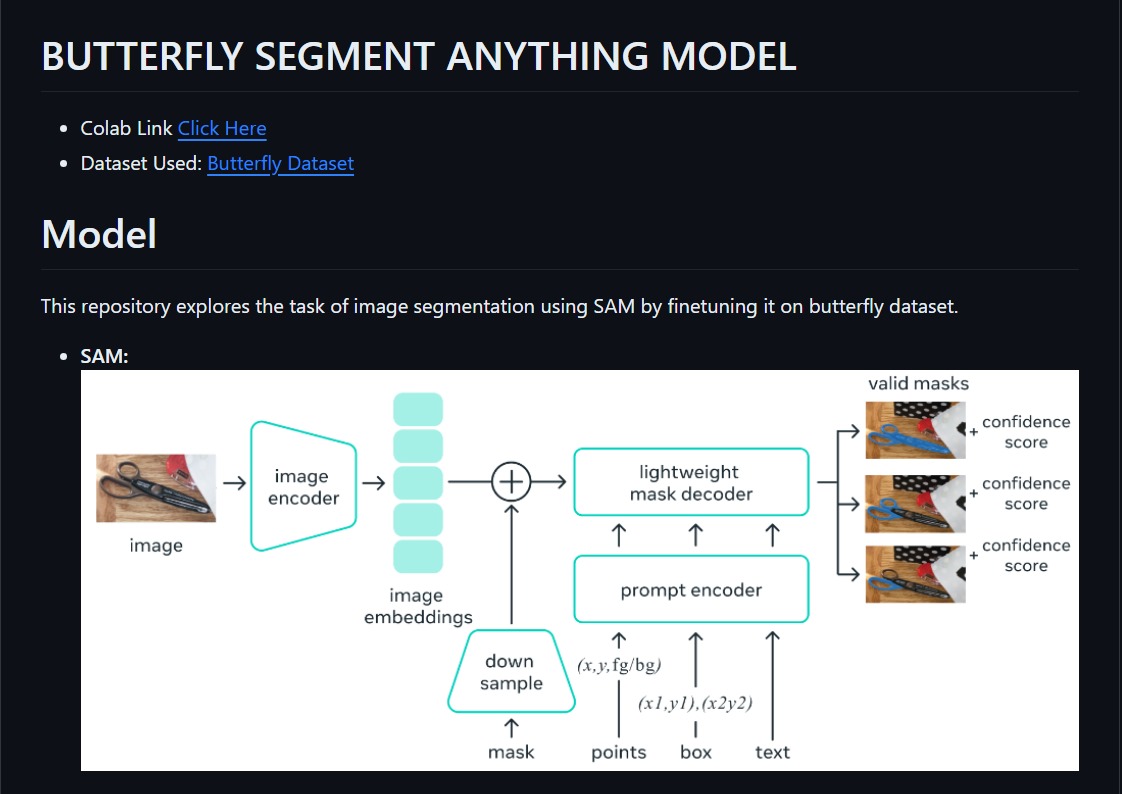 BUTTERFLY SEGMENT ANYTHING MODEL
Colab Link Click Here
Dataset Used: Butterfly Dataset
Model
This repository explores the task of image segmentation using SAM by finetuning it on butterfly dataset.
SAM:
image
image
encoder
image
embeddings
down
sample
mask
lightweight
mask decoder
prompt encoder
(x,y,fg/bg)
(x1,y1),(x2y2)
points
box
text
valid masks
+ confidence
score
+ confidence
score
+ confidence
score